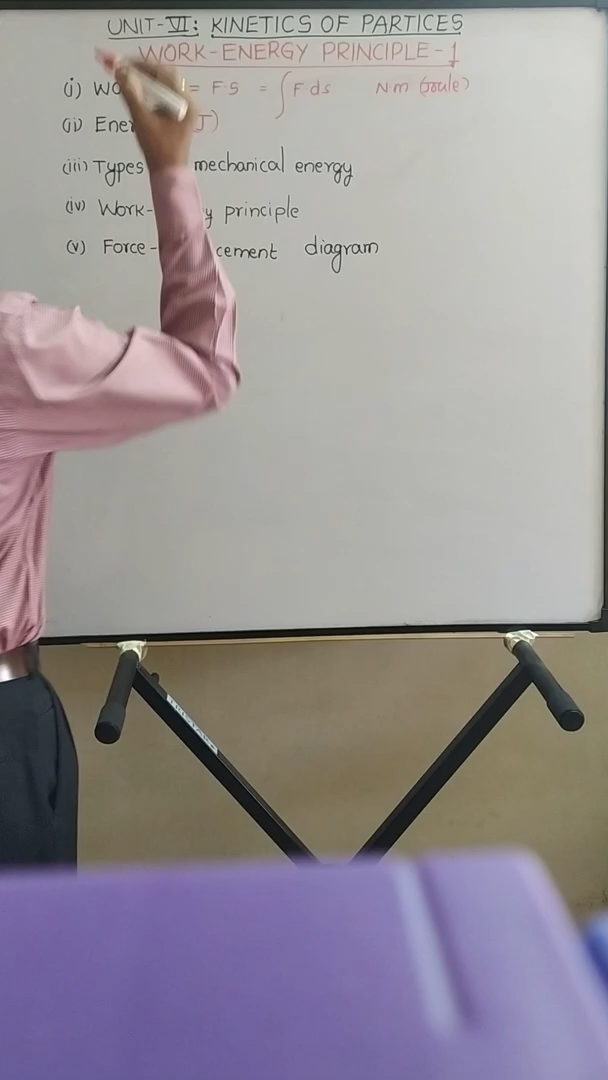 UNIT-VI: KINETICS OF PARTICES
WORK-ENERGY PRINCIPLE-1
(i) = F·S = ∫F·ds N·m (Joule)
(ii) J)
(iii) Types mechanical energy
(iv) Work- principle
(v) Force- diagram